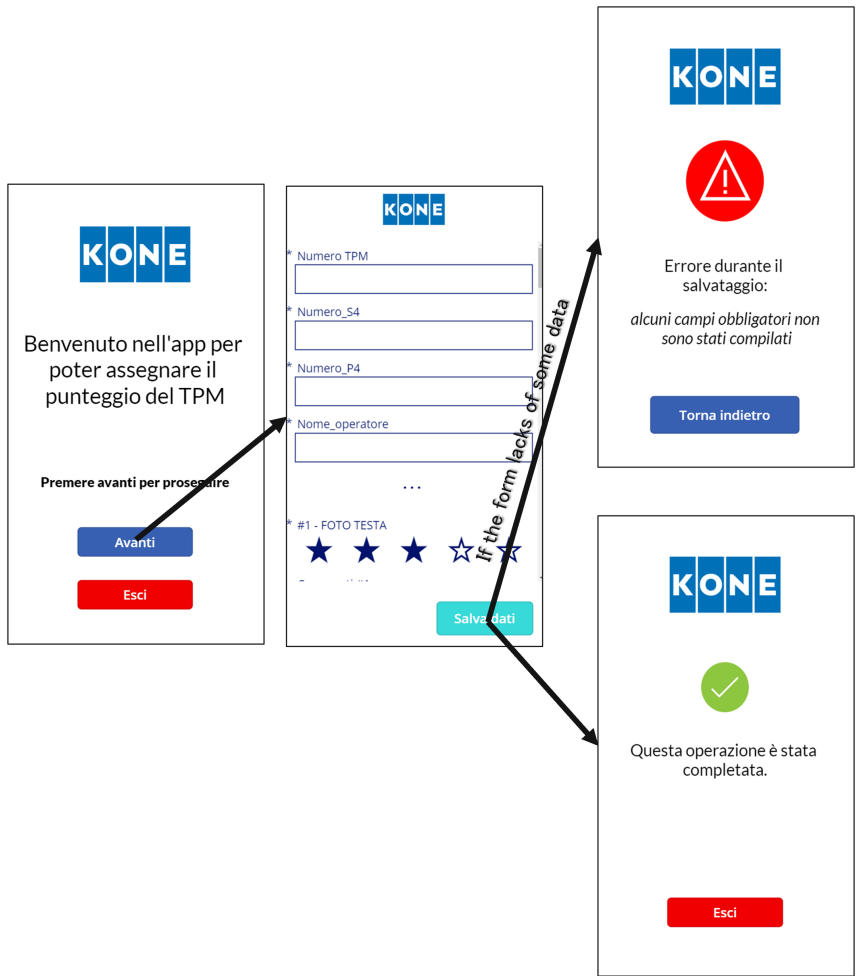 KONE
Benvenuto nell'app per
poter assegnare il
punteggio del TPM
Premere avanti per proseguire
Avanti
Esci
KONE
* Numero TPM
* Numero_S4
* Numero_P4
* Nome_operatore
...
* #1 - FOTO TESTA
Salva dati
If the form lacks of some data
KONE
Errore durante il
salvataggio:
alcuni campi obbligatori non
sono stati compilati
Torna indietro
KONE
Questa operazione è stata
completata.
Esci